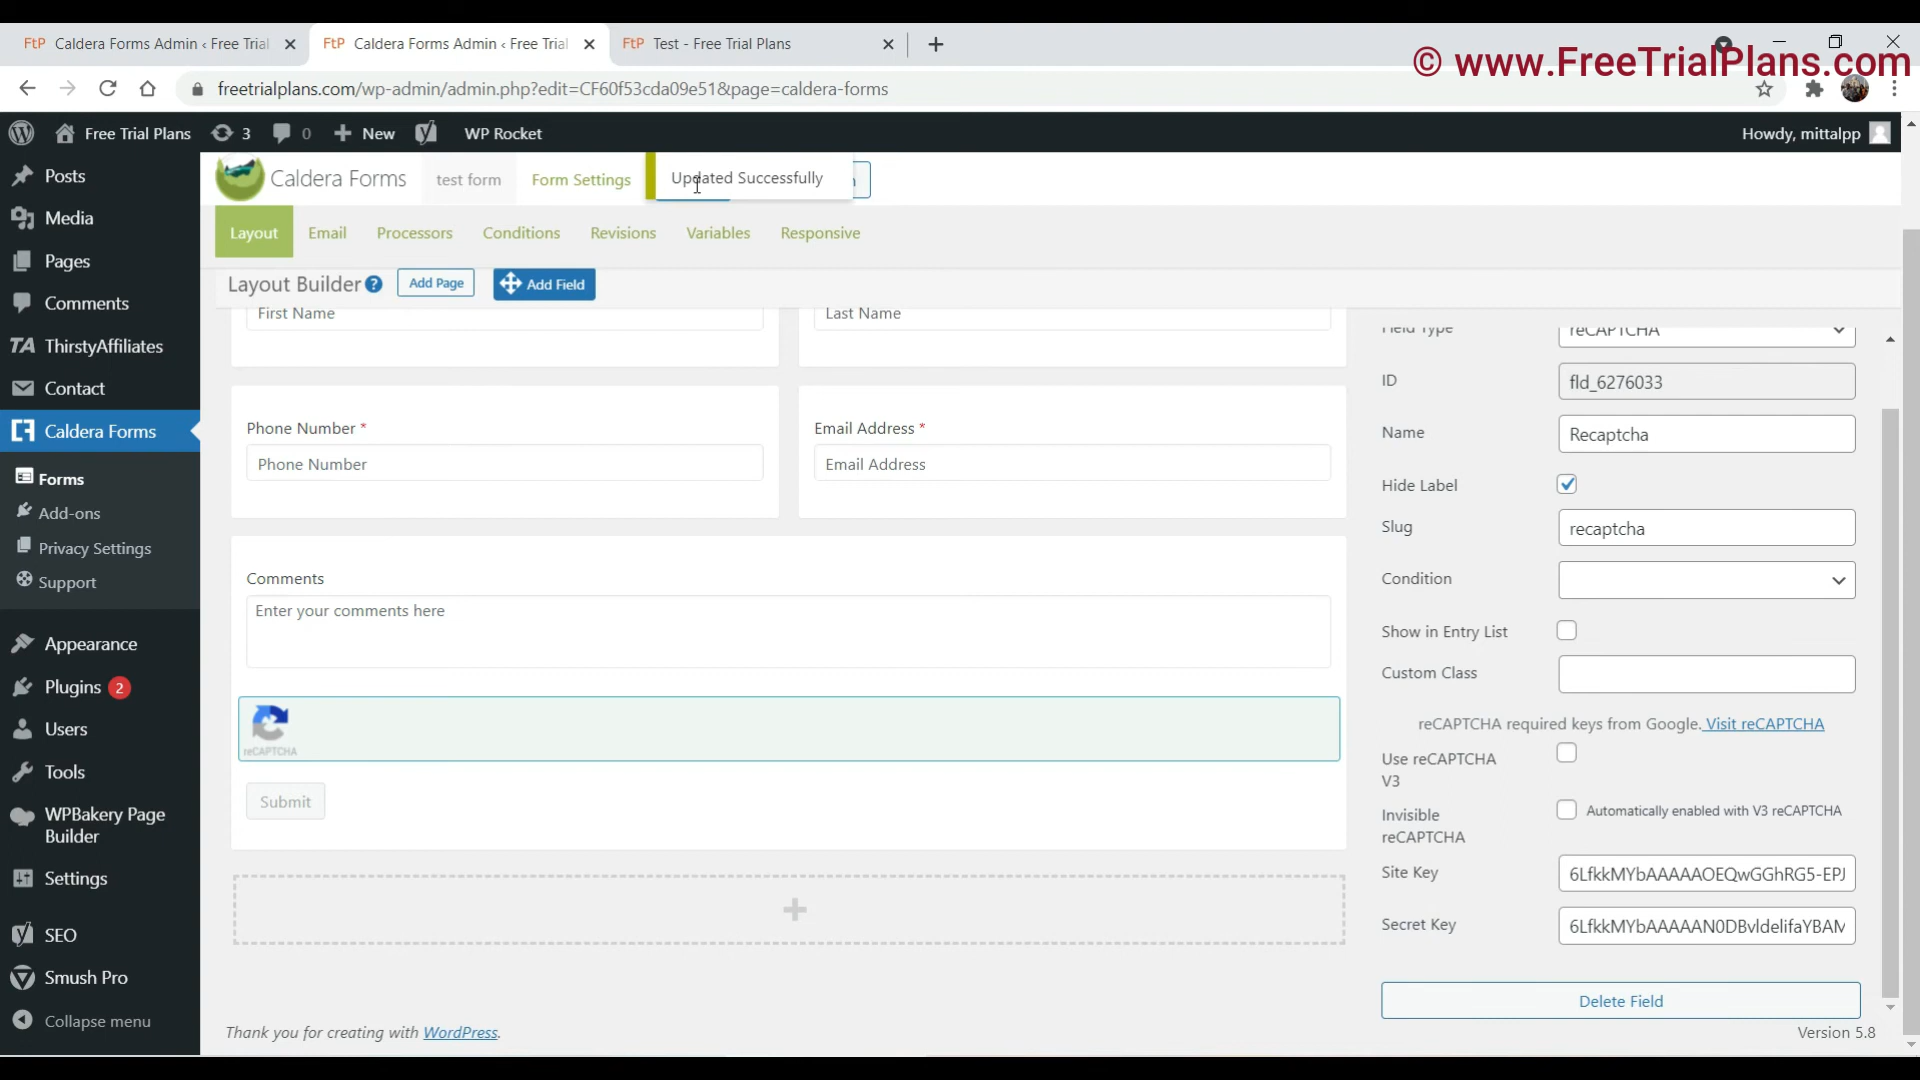 FtP Caldera Forms Admin ‹ Free Trial
FtP Caldera Forms Admin ‹ Free Trial
FtP Test - Free Trial Plans
© www.FreeTrialPlans.com
freetrialplans.com/wp-admin/admin.php?edit=CF60f53cda09e51&page=caldera-forms
Free Trial Plans 3 0 New WP Rocket
Howdy, mittalpp
Posts
Media
Pages
Comments
TA ThirstyAffiliates
Contact
Caldera Forms
Forms
Add-ons
Privacy Settings
Support
Appearance
Plugins 2
Users
Tools
WPBakery Page
Builder
Settings
SEO
Smush Pro
Collapse menu
Caldera Forms test form Form Settings
Updated Successfully
Layout Email Processors Conditions Revisions Variables Responsive
Layout Builder ? Add Page Add Field
First Name
Last Name
Phone Number *
Phone Number
Email Address *
Email Address
Comments
Enter your comments here
reCAPTCHA
Submit
Field Type reCAPTCHA
ID fld_6276033
Name Recaptcha
Hide Label
Slug recaptcha
Condition
Show in Entry List
Custom Class
reCAPTCHA required keys from Google. Visit reCAPTCHA
Use reCAPTCHA
V3
Invisible
reCAPTCHA
Automatically enabled with V3 reCAPTCHA
Site Key 6LfkkMYbAAAAAOEQwGGhRG5-EPJ
Secret Key 6LfkkMYbAAAAAN0DBvldelifaYBAM
Delete Field
Thank you for creating with WordPress.
Version 5.8